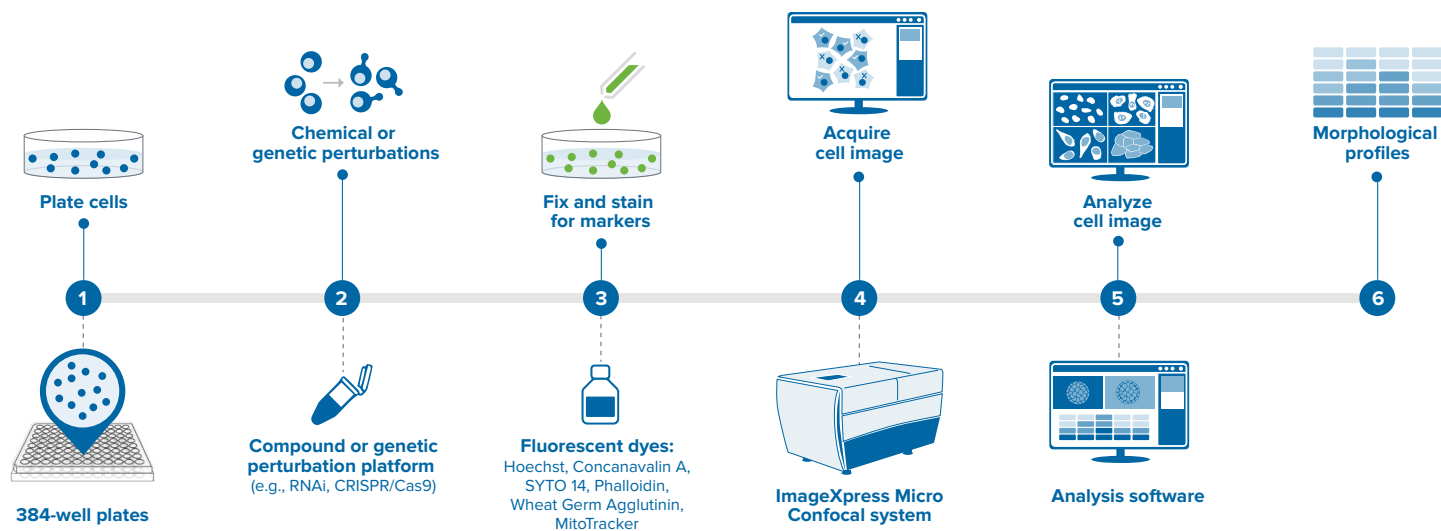 Plate cells
Chemical or
genetic perturbations
Fix and stain
for markers
Acquire
cell image
Analyze
cell image
Morphological
profiles
1
2
3
4
5
6
384-well plates
Compound or genetic
perturbation platform
(e.g., RNAi, CRISPR/Cas9)
Fluorescent dyes:
Hoechst, Concanavalin A,
SYTO 14, Phalloidin,
Wheat Germ Agglutinin,
MitoTracker
ImageXpress Micro
Confocal system
Analysis software